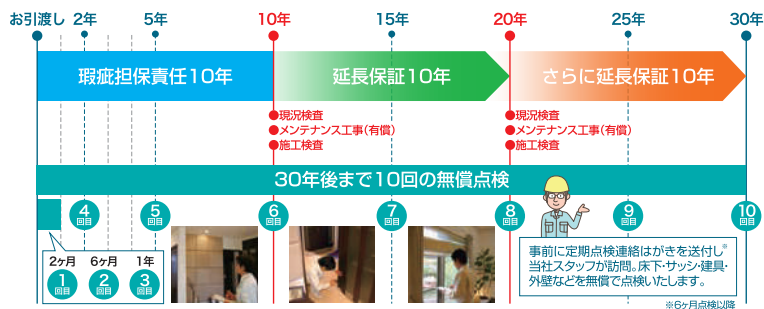 お引渡し 2年 5年 10年 15年 20年 25年 30年
瑕疵担保責任10年 延長保証10年 さらに延長保証10年
現況検査
メンテナンス工事(有償)
施工検査
現況検査
メンテナンス工事(有償)
施工検査
30年後まで10回の無償点検
4回目 5回目 6回目 7回目 8回目 9回目 10回目
2ヶ月 6ヶ月 1年
1回目 2回目 3回目
事前に定期点検連絡はがきを送付し※
当社スタッフが訪問。床下・サッシ・建具・
外壁などを無償で点検いたします。
※6ヶ月点検以降